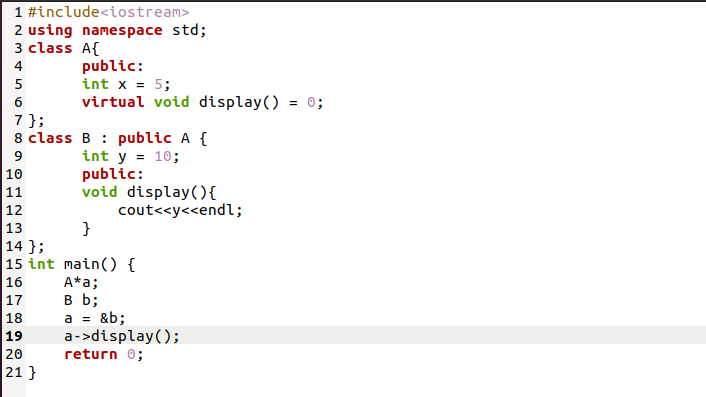 1 #include<iostream>
2 using namespace std;
3 class A{
4       public:
5       int x = 5;
6       virtual void display() = 0;
7 };
8 class B : public A {
9       int y = 10;
10       public:
11       void display(){
12           cout<<y<<endl;
13       }
14 };
15 int main() {
16     A*a;
17     B b;
18     a = &b;
19     a->display();
20     return 0;
21 }